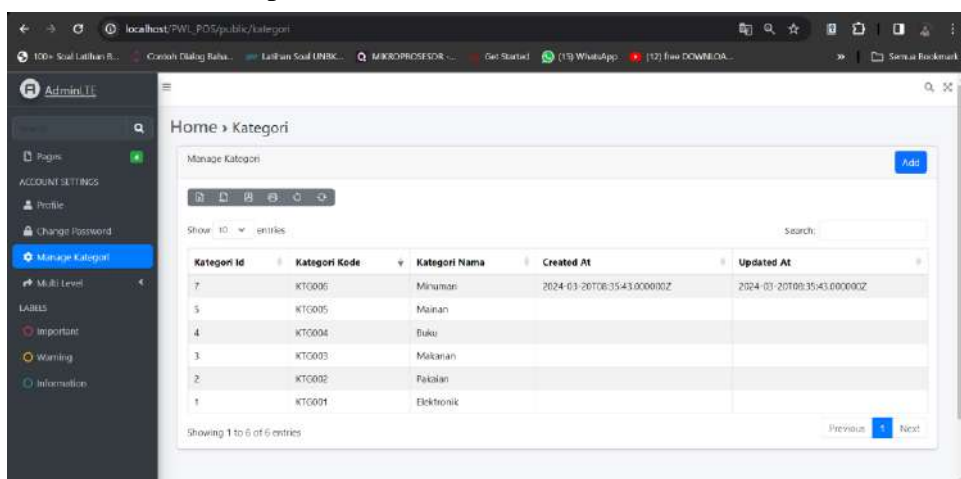 localhost/PWL_POS/public/kategori
100+ Soal Latihan B... Contoh Dialog Baha... Latihan Soal UNBK... MIKROPROSESOR -... Get Started (15) WhatsApp (12) free DOWNLOA... » Semua Bookmark
AdminLTE
Home › Kategori
Pages 4
Manage Kategori Add
ACCOUNT SETTINGS
Profile
Change Password
Manage Kategori
Multi Level
LABELS
Important
Warning
Information
Show 10 entries Search:
Kategori Id Kategori Kode Kategori Nama Created At Updated At
7 KTG006 Minuman 2024-03-20T08:35:43.000000Z 2024-03-20T08:35:43.000000Z
5 KTG005 Mainan
4 KTG004 Buku
3 KTG003 Makanan
2 KTG002 Pakaian
1 KTG001 Elektronik
Showing 1 to 6 of 6 entries Previous 1 Next